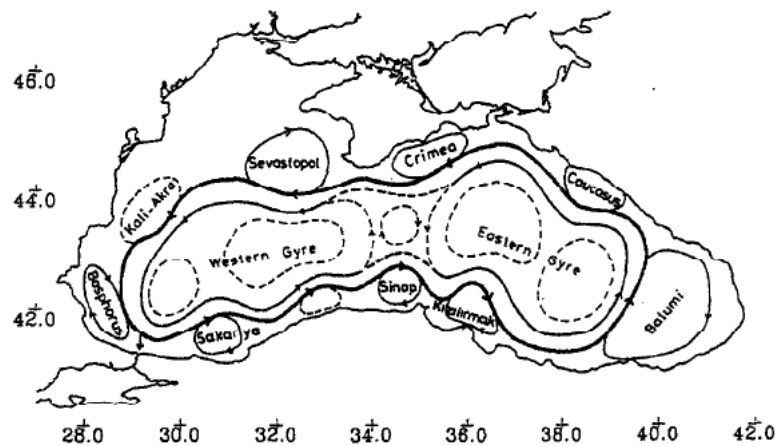 46.0
Sevastopol
Crimea
Caucasus
44.0
Kali-Akra
Western Gyre
Eastern Gyre
Bosphorus
Sinop
Kizilirmak
Batumi
42.0
Sakarya
28.0 30.0 32.0 34.0 36.0 38.0 40.0 42.0